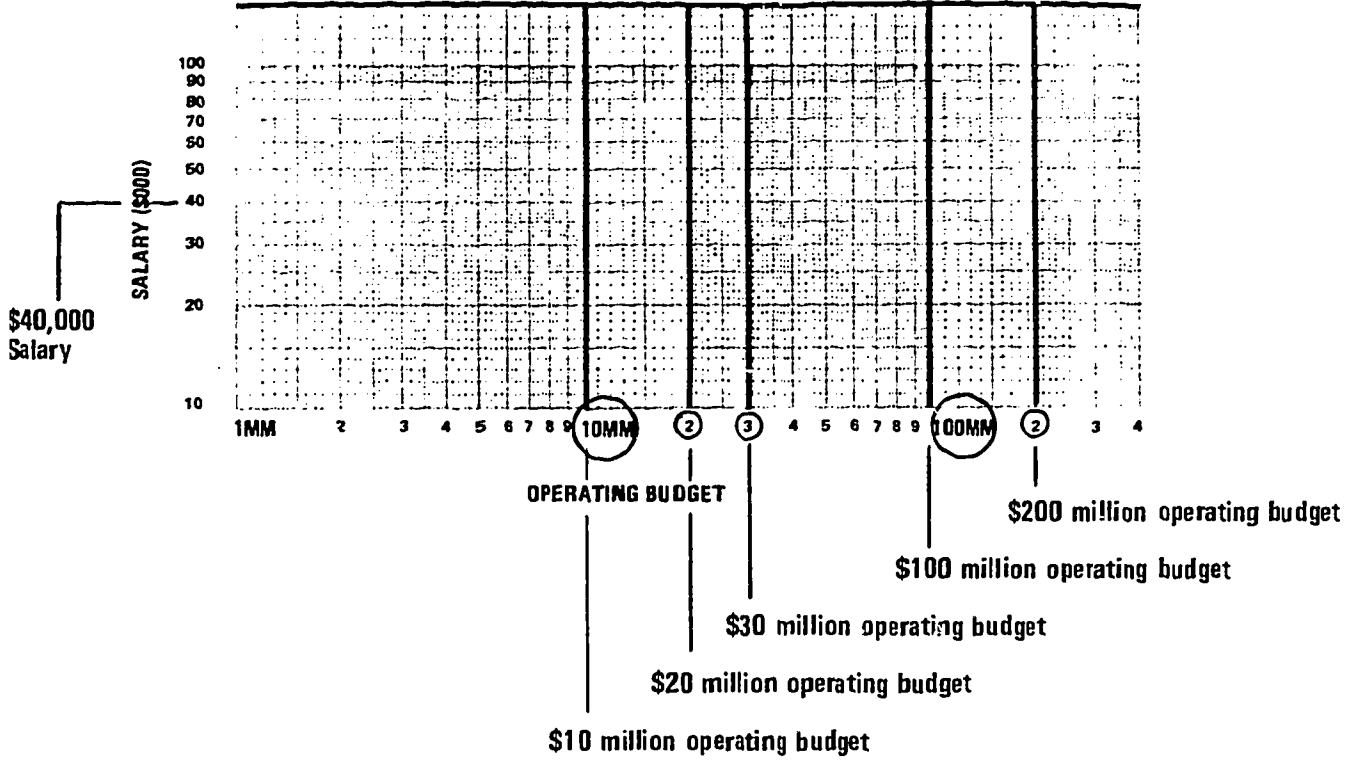 100
90
80
70
60
50
40
30
20
10
SALARY ($000)
$40,000
Salary
1MM 2 3 4 5 6 7 8 9 10MM 2 3 4 5 6 7 8 9 100MM 2 3 4
OPERATING BUDGET
$200 million operating budget
$100 million operating budget
$30 million operating budget
$20 million operating budget
$10 million operating budget